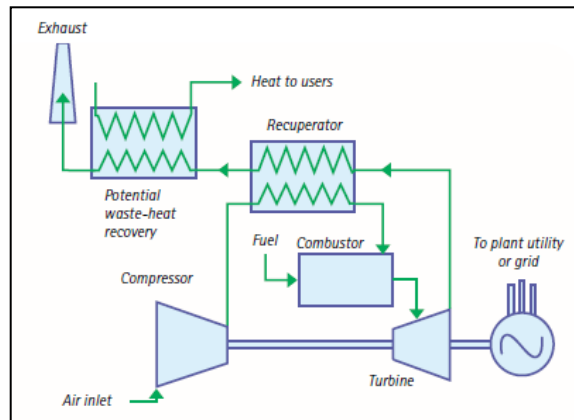 Exhaust
Heat to users
Recuperator
Potential
waste-heat
recovery
Fuel
Combustor
To plant utility
or grid
Compressor
Turbine
Air inlet